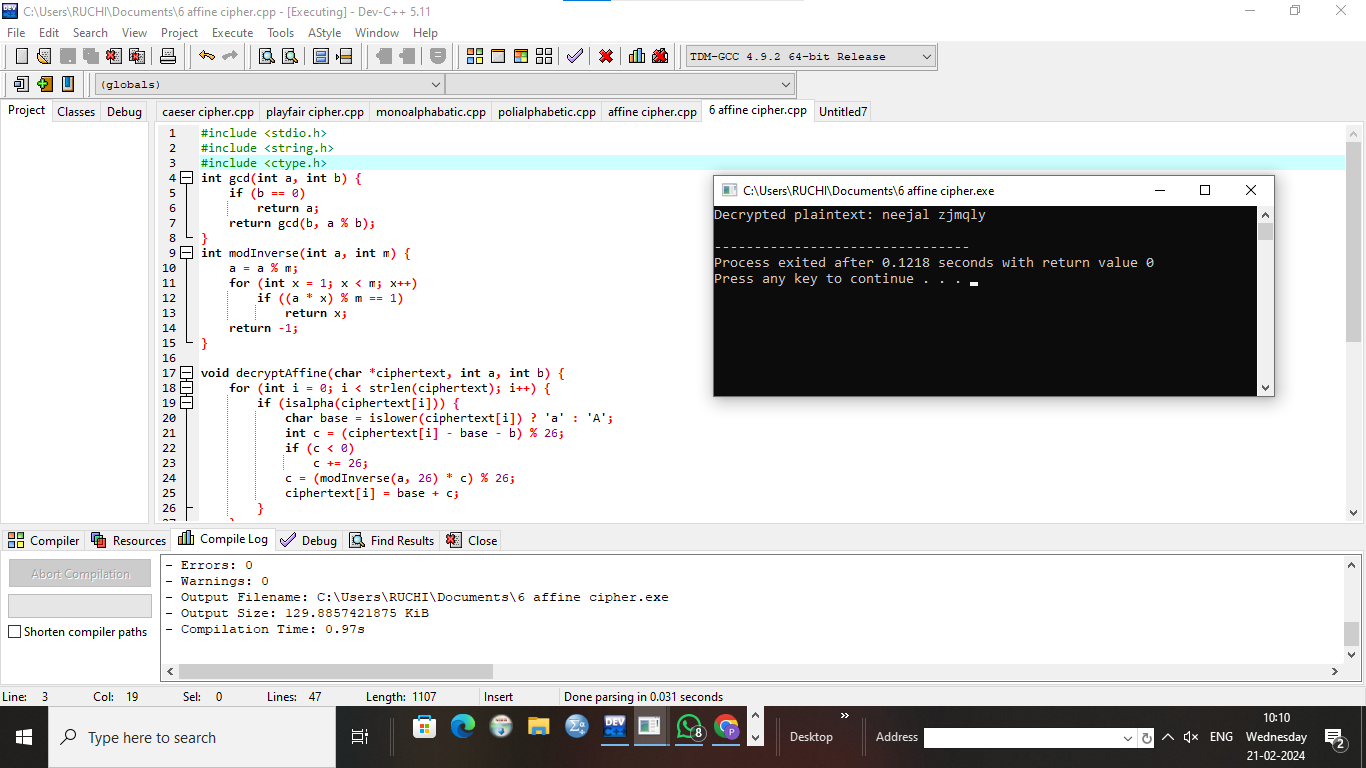 C:\Users\RUCHI\Documents\6 affine cipher.cpp - [Executing] - Dev-C++ 5.11
File Edit Search View Project Execute Tools AStyle Window Help
TDM-GCC 4.9.2 64-bit Release
(globals)
Project Classes Debug caeser cipher.cpp playfair cipher.cpp monoalphabatic.cpp polialphabetic.cpp affine cipher.cpp 6 affine cipher.cpp Untitled7
1 #include <stdio.h>
2 #include <string.h>
3 #include <ctype.h>
4 int gcd(int a, int b) {
5 if (b == 0)
6 return a;
7 return gcd(b, a % b);
8 }
9 int modInverse(int a, int m) {
10 a = a % m;
11 for (int x = 1; x < m; x++)
12 if ((a * x) % m == 1)
13 return x;
14 return -1;
15 }
16
17 void decryptAffine(char *ciphertext, int a, int b) {
18 for (int i = 0; i < strlen(ciphertext); i++) {
19 if (isalpha(ciphertext[i])) {
20 char base = islower(ciphertext[i]) ? 'a' : 'A';
21 int c = (ciphertext[i] - base - b) % 26;
22 if (c < 0)
23 c += 26;
24 c = (modInverse(a, 26) * c) % 26;
25 ciphertext[i] = base + c;
26 }
C:\Users\RUCHI\Documents\6 affine cipher.exe
Decrypted plaintext: neejal zjmqly
--------------------------------
Process exited after 0.1218 seconds with return value 0
Press any key to continue . . .
Compiler Resources Compile Log Debug Find Results Close
Abort Compilation
Shorten compiler paths
- Errors: 0
- Warnings: 0
- Output Filename: C:\Users\RUCHI\Documents\6 affine cipher.exe
- Output Size: 129.8857421875 KiB
- Compilation Time: 0.97s
Line: 3 Col: 19 Sel: 0 Lines: 47 Length: 1107 Insert Done parsing in 0.031 seconds
Type here to search
DEV
8
P
Desktop
Address
ENG
10:10
Wednesday
21-02-2024
2